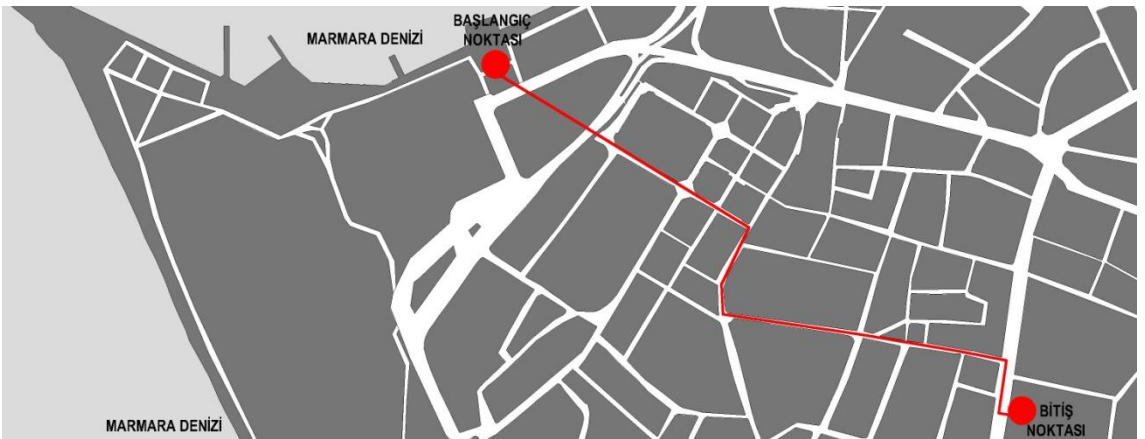 BAŞLANGIÇ
NOKTASI
MARMARA DENİZİ
MARMARA DENİZİ
BİTİŞ
NOKTASI